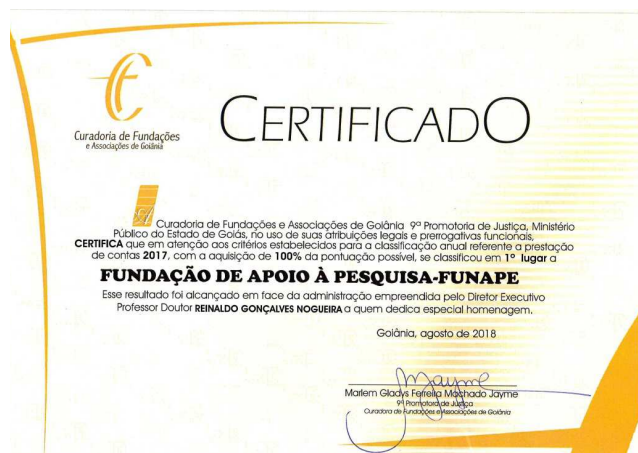 Curadoria de Fundações
e Associações de Goiânia
CERTIFICADO
A Curadoria de Fundações e Associações de Goiânia 9ª Promotoria de Justiça, Ministério
Público do Estado de Goiás, no uso de suas atribuições legais e prerrogativas funcionais,
CERTIFICA que em atenção aos critérios estabelecidos para a classificação anual referente a prestação
de contas 2017, com a aquisição de 100% da pontuação possível, se classificou em 1º lugar a
FUNDAÇÃO DE APOIO À PESQUISA-FUNAPE
Esse resultado foi alcançado em face da administração empreendida pelo Diretor Executivo
Professor Doutor REINALDO GONÇALVES NOGUEIRA a quem dedica especial homenagem.
Goiânia, agosto de 2018
Jayme
Marlem Gladys Ferreira Machado Jayme
9ª Promotora de Justiça
Curadora de Fundações e Associações de Goiânia